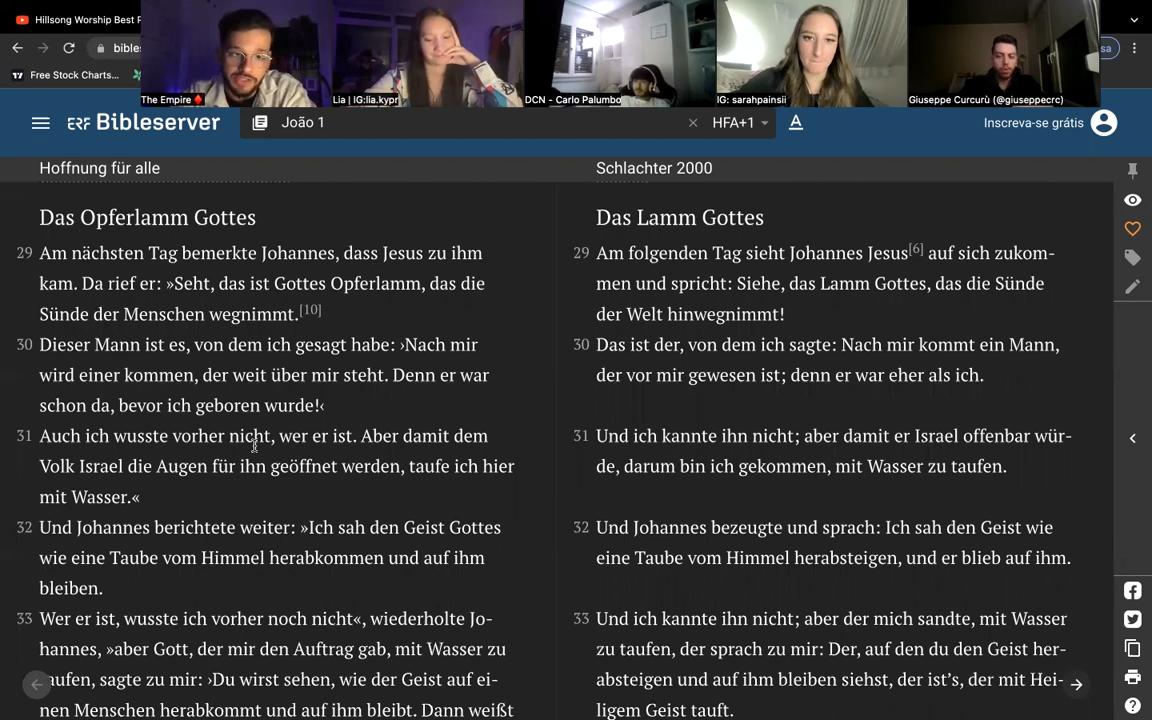 Hillsong Worship Best P
bibles
sa
Free Stock Charts...
The Empire
Lia | IG:lia.kypr
DCN - Carlo Palumbo
IG: sarahpainsii
Giuseppe Curcurù (@giuseppecrc)
ERF Bibleserver
João 1
HFA+1
A
Inscreva-se grátis
Hoffnung für alle
Das Opferlamm Gottes
29 Am nächsten Tag bemerkte Johannes, dass Jesus zu ihm
kam. Da rief er: »Seht, das ist Gottes Opferlamm, das die
Sünde der Menschen wegnimmt.[10]
30 Dieser Mann ist es, von dem ich gesagt habe: ›Nach mir
wird einer kommen, der weit über mir steht. Denn er war
schon da, bevor ich geboren wurde!‹
31 Auch ich wusste vorher nicht, wer er ist. Aber damit dem
Volk Israel die Augen für ihn geöffnet werden, taufe ich hier
mit Wasser.«
32 Und Johannes berichtete weiter: »Ich sah den Geist Gottes
wie eine Taube vom Himmel herabkommen und auf ihm
bleiben.
33 Wer er ist, wusste ich vorher noch nicht«, wiederholte Jo-
hannes, »aber Gott, der mir den Auftrag gab, mit Wasser zu
taufen, sagte zu mir: ›Du wirst sehen, wie der Geist auf ei-
nen Menschen herabkommt und auf ihm bleibt. Dann weißt
Schlachter 2000
Das Lamm Gottes
29 Am folgenden Tag sieht Johannes Jesus[6] auf sich zukom-
men und spricht: Siehe, das Lamm Gottes, das die Sünde
der Welt hinwegnimmt!
30 Das ist der, von dem ich sagte: Nach mir kommt ein Mann,
der vor mir gewesen ist; denn er war eher als ich.
31 Und ich kannte ihn nicht; aber damit er Israel offenbar wür-
de, darum bin ich gekommen, mit Wasser zu taufen.
32 Und Johannes bezeugte und sprach: Ich sah den Geist wie
eine Taube vom Himmel herabsteigen, und er blieb auf ihm.
33 Und ich kannte ihn nicht; aber der mich sandte, mit Wasser
zu taufen, der sprach zu mir: Der, auf den du den Geist her-
absteigen und auf ihm bleiben siehst, der ist's, der mit Hei-
ligem Geist tauft.